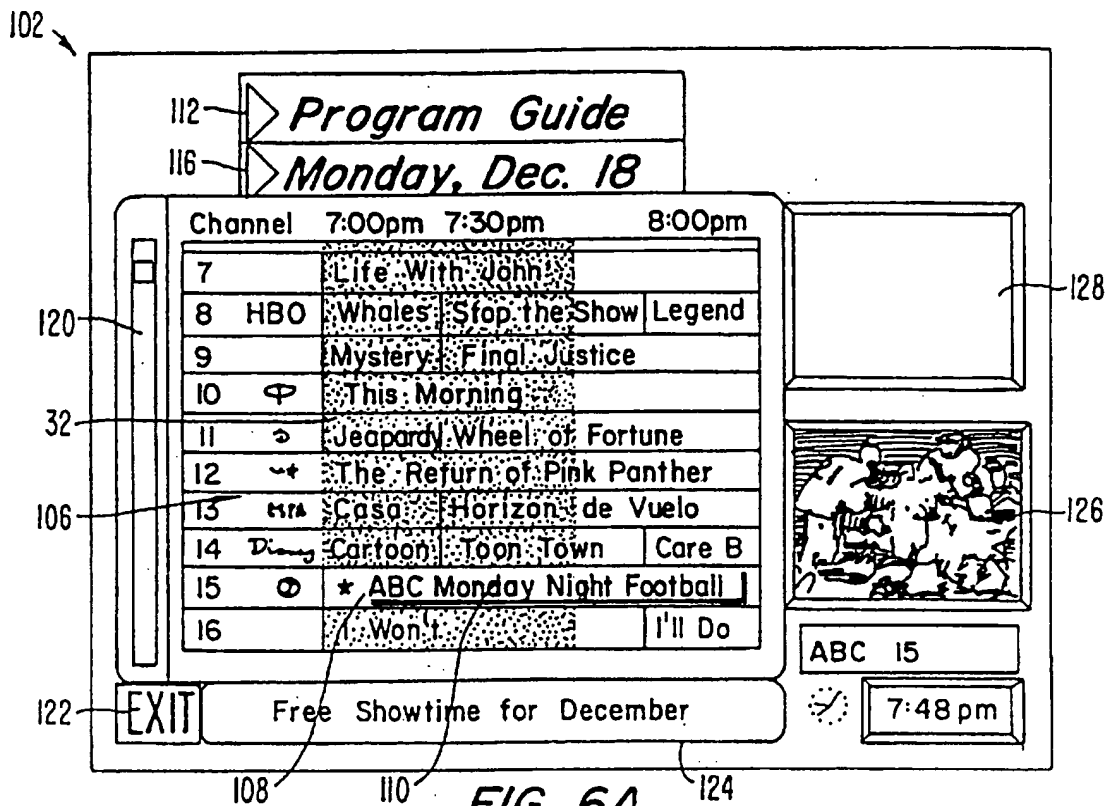 102
112 Program Guide
116 Monday, Dec. 18
Channel 7:00pm 7:30pm 8:00pm
7 Life With John
8 HBO Whales Stop the Show Legend
9 Mystery Final Justice
10 This Morning
11 Jeapardy Wheel of Fortune
12 The Return of Pink Panther
13 Casa Horizon de Vuelo
14 Disney Cartoon Toon Town Care B
15 * ABC Monday Night Football
16 I Won't I'll Do
120
32
106
128
126
ABC 15
7:48 pm
122 EXIT
Free Showtime for December
108
110
124
FIG. 6A